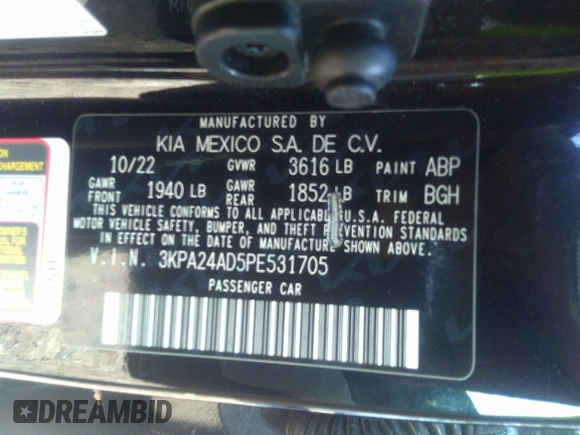 MANUFACTURED BY
KIA MEXICO S.A. DE C.V.
10/22 GVWR 3616 LB PAINT ABP
GAWR FRONT 1940 LB GAWR REAR 1852 LB TRIM BGH
THIS VEHICLE CONFORMS TO ALL APPLICABLE U.S.A. FEDERAL
MOTOR VEHICLE SAFETY, BUMPER, AND THEFT PREVENTION STANDARDS
IN EFFECT ON THE DATE OF MANUFACTURE SHOWN ABOVE.
V.I.N. 3KPA24AD5PE531705
PASSENGER CAR
DREAMBID